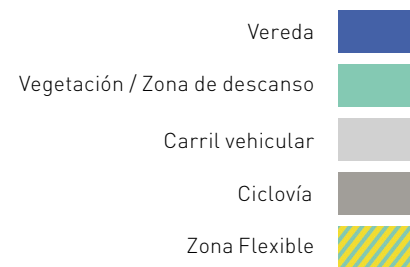 Vereda
Vegetación / Zona de descanso
Carril vehicular
Ciclovía
Zona Flexible